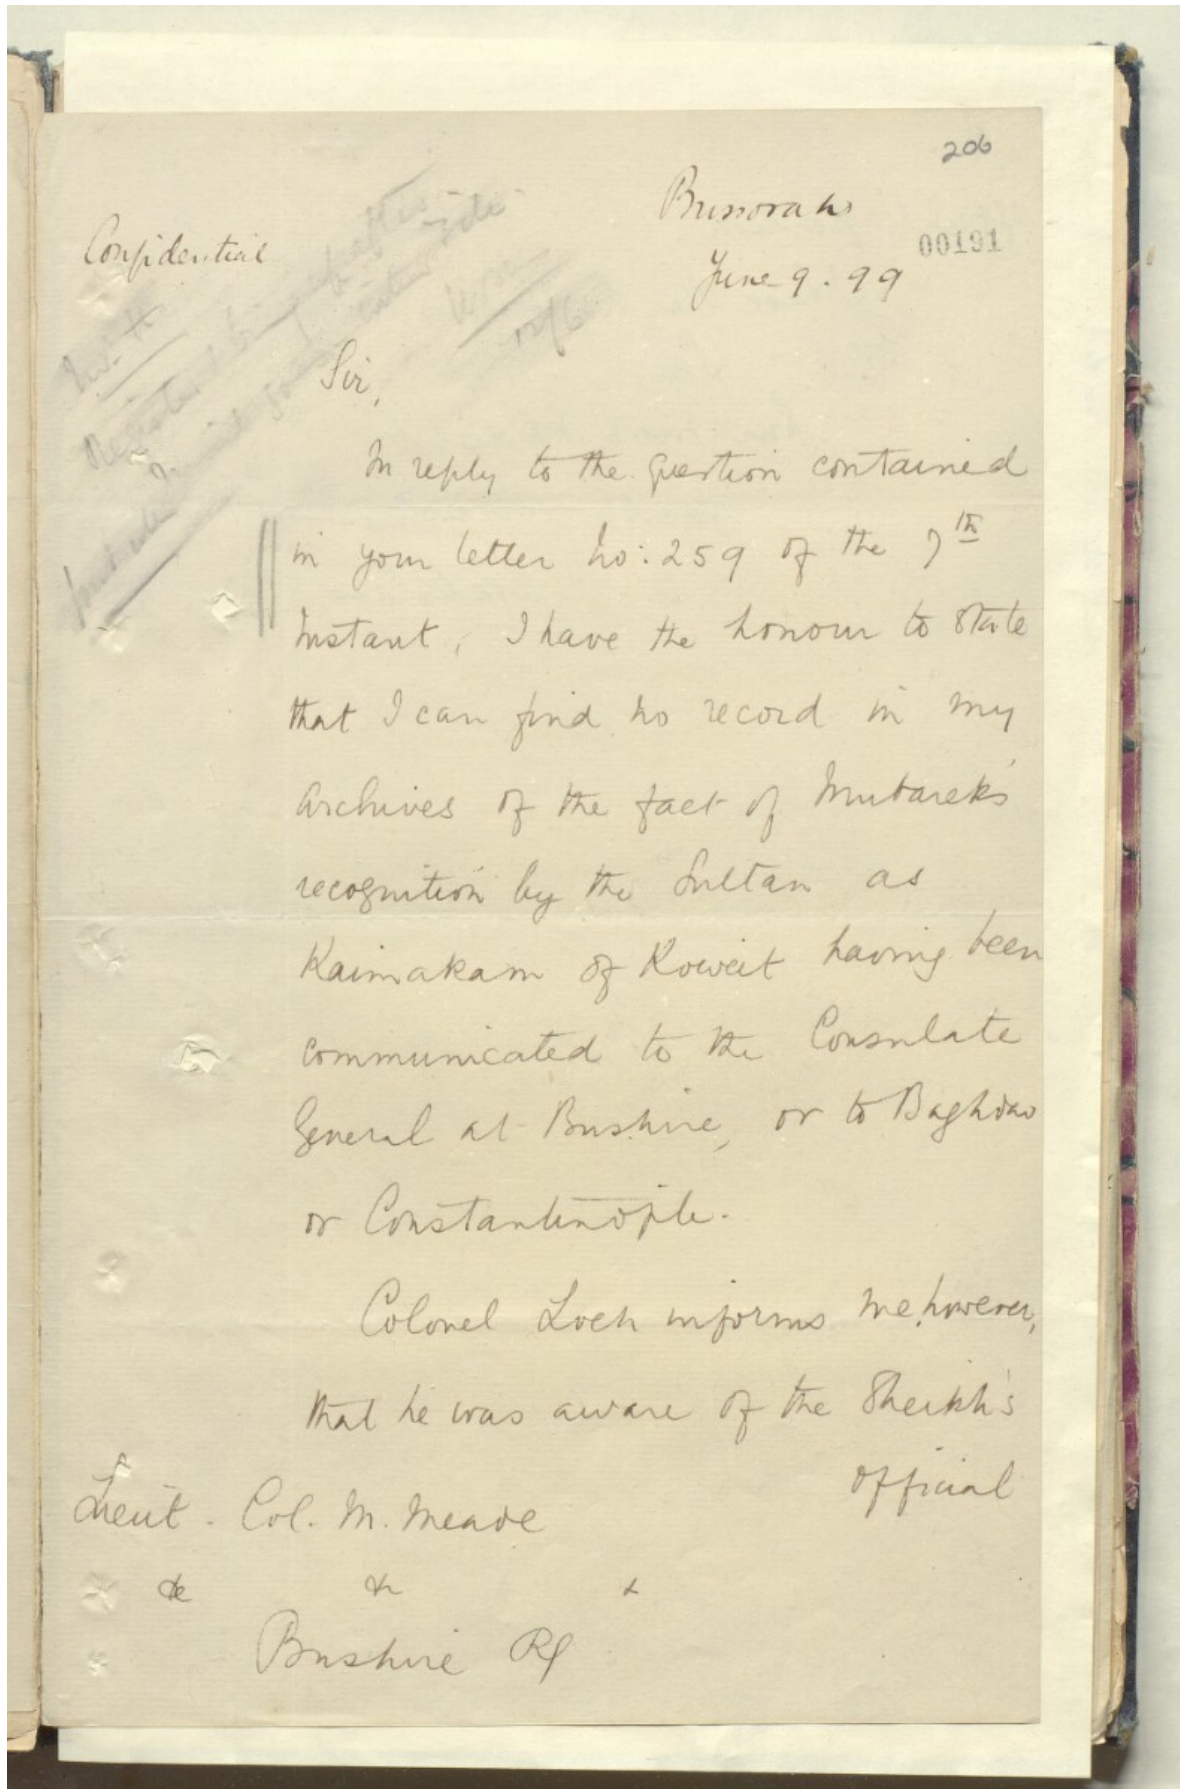 206
Bussorah
00191
Confidential
June 9. 99
Sir,
In reply to the question contained
in your letter No: 259 of the 7th
Instant, I have the honour to state
that I can find no record in my
Archives of the fact of Mubarek's
recognition by the Sultan as
Kaimakam of Koweit having been
communicated to the Consulate
General at Bushire, or to Baghdad
or Constantinople.
Colonel Loch informs me, however,
that he was aware of the Sheikh's
official
Lieut. Col. M. Meade
&c &c &
Bushire